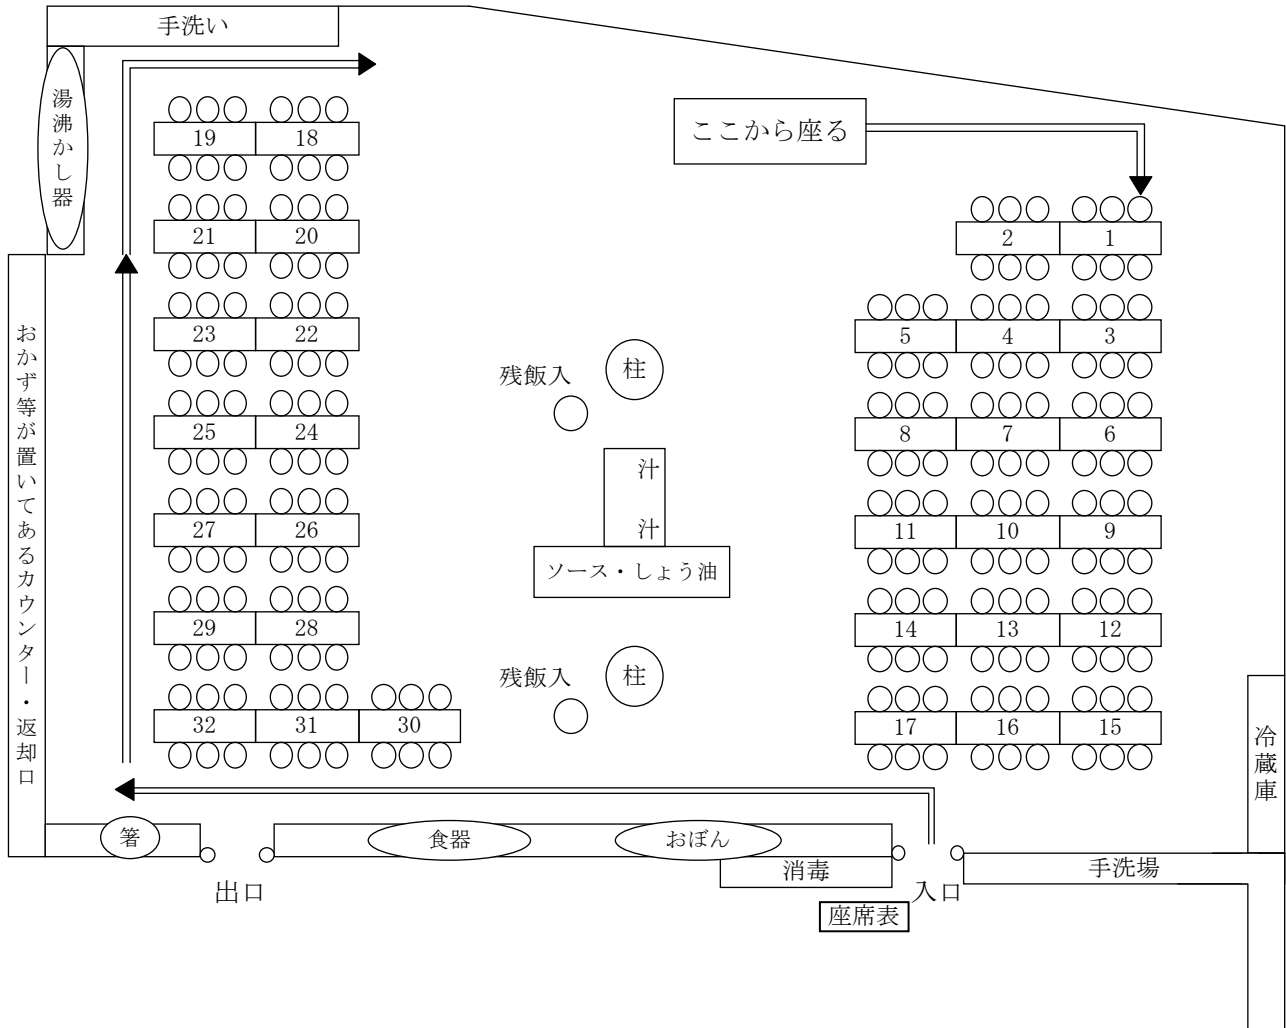 手洗い
湯沸かし器
ここから座る
19
18
21
20
2
1
23
22
5
4
3
残飯入
柱
25
24
8
7
6
汁
汁
27
26
11
10
9
ソース・しょう油
29
28
14
13
12
残飯入
柱
32
31
30
17
16
15
おかず等が置いてあるカウンター・返却口
冷蔵庫
箸
食器
おぼん
消毒
手洗場
出口
入口
座席表